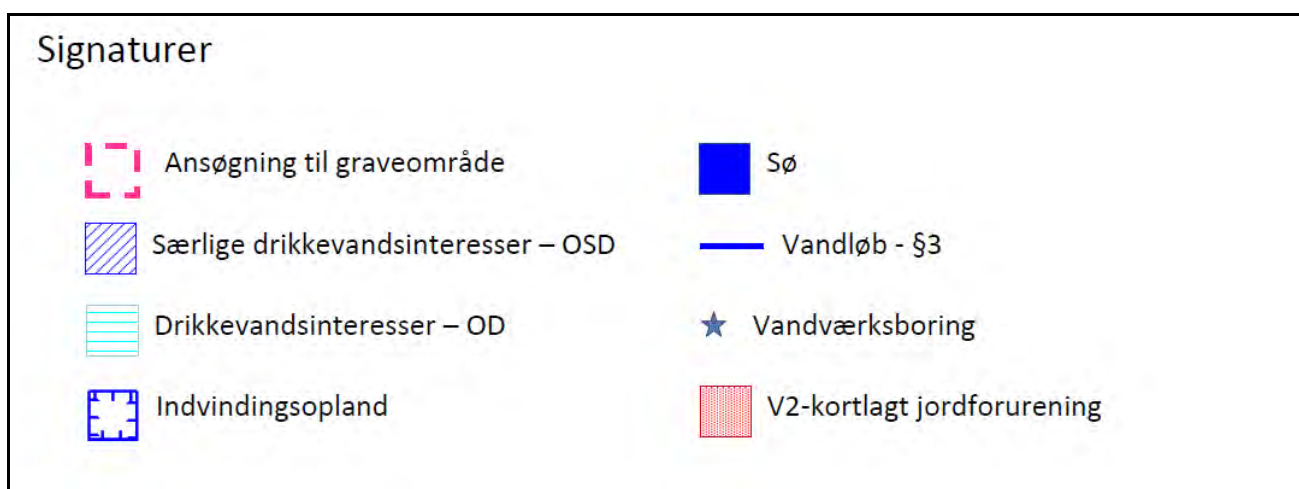 Signaturer
Ansøgning til graveområde
Særlige drikkevandsinteresser – OSD
Drikkevandsinteresser – OD
Indvindingsopland
Sø
Vandløb - §3
Vandværksboring
V2-kortlagt jordforurening